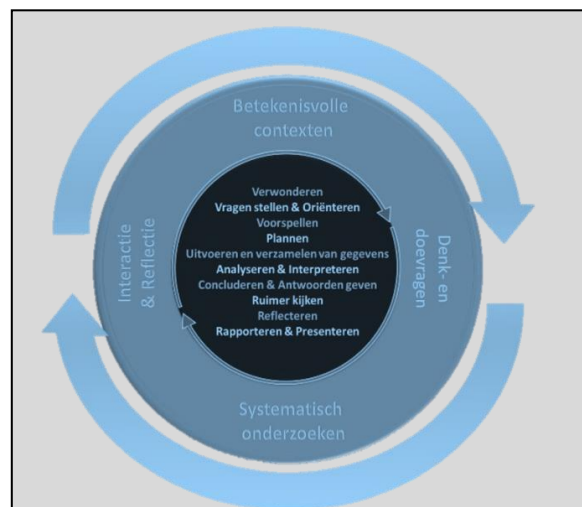 Betekenisvolle
contexten
Interactie
& Reflectie
Verwonderen
Vragen stellen & Oriënteren
Voorspellen
Plannen
Uitvoeren en verzamelen van gegevens
Analyseren & Interpreteren
Concluderen & Antwoorden geven
Ruimer kijken
Reflecteren
Rapporteren & Presenteren
Denk- en
doevragen
Systematisch
onderzoeken